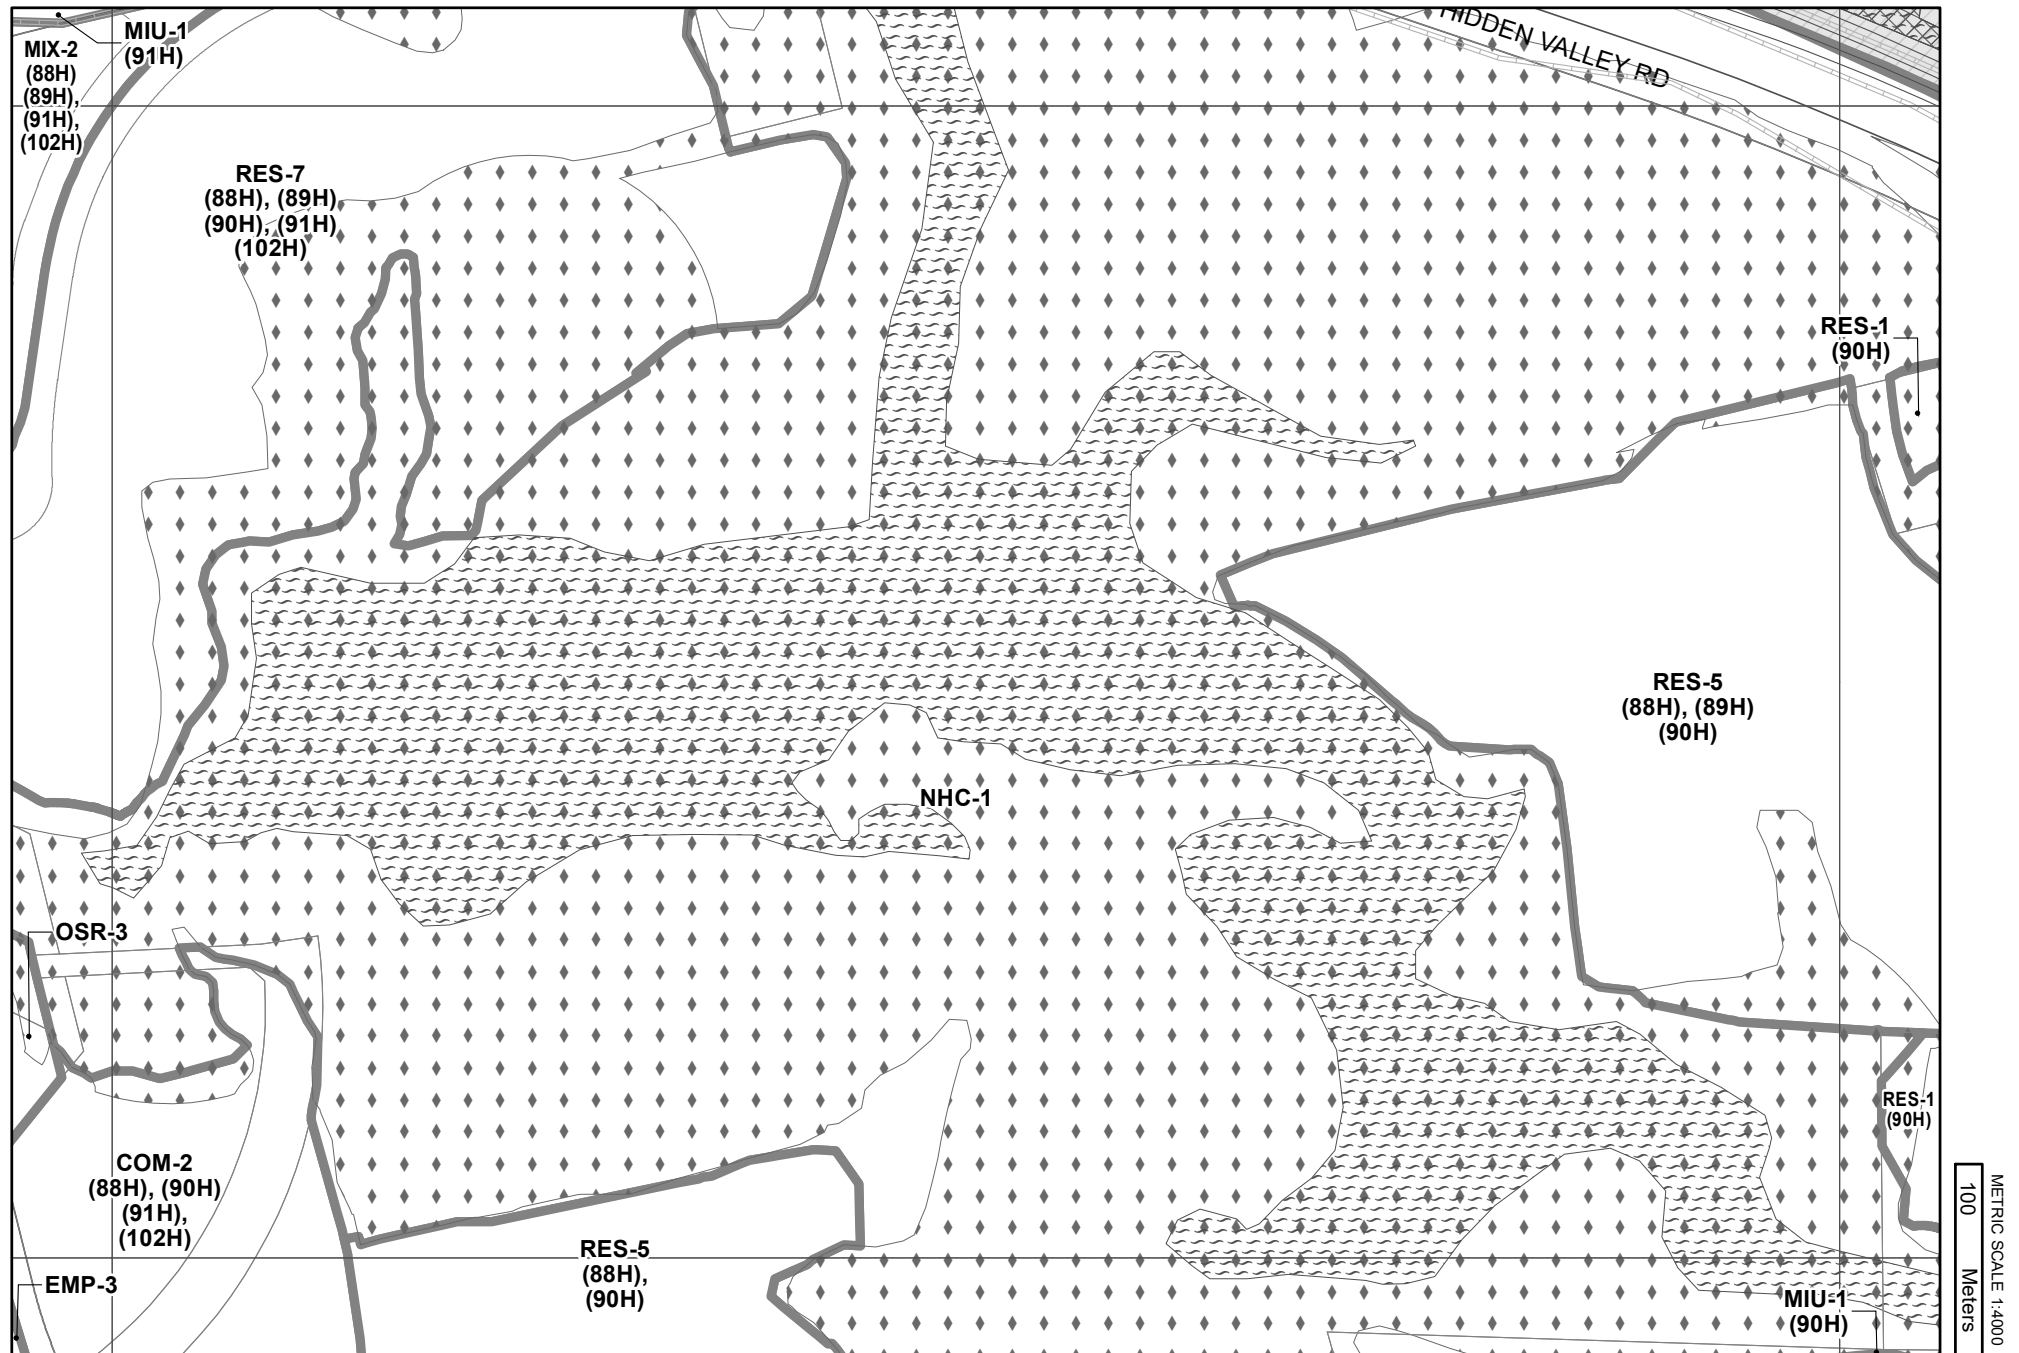 MIU-1
(91H)
MIX-2
(88H)
(89H),
(91H),
(102H)
HIDDEN VALLEY RD
RES-7
(88H), (89H)
(90H), (91H)
(102H)
RES-1
(90H)
RES-5
(88H), (89H)
(90H)
NHC-1
OSR-3
RES-1
(90H)
COM-2
(88H), (90H)
(91H),
(102H)
RES-5
(88H),
(90H)
EMP-3
MIU-1
(90H)
METRIC SCALE 1:4000
100 Meters